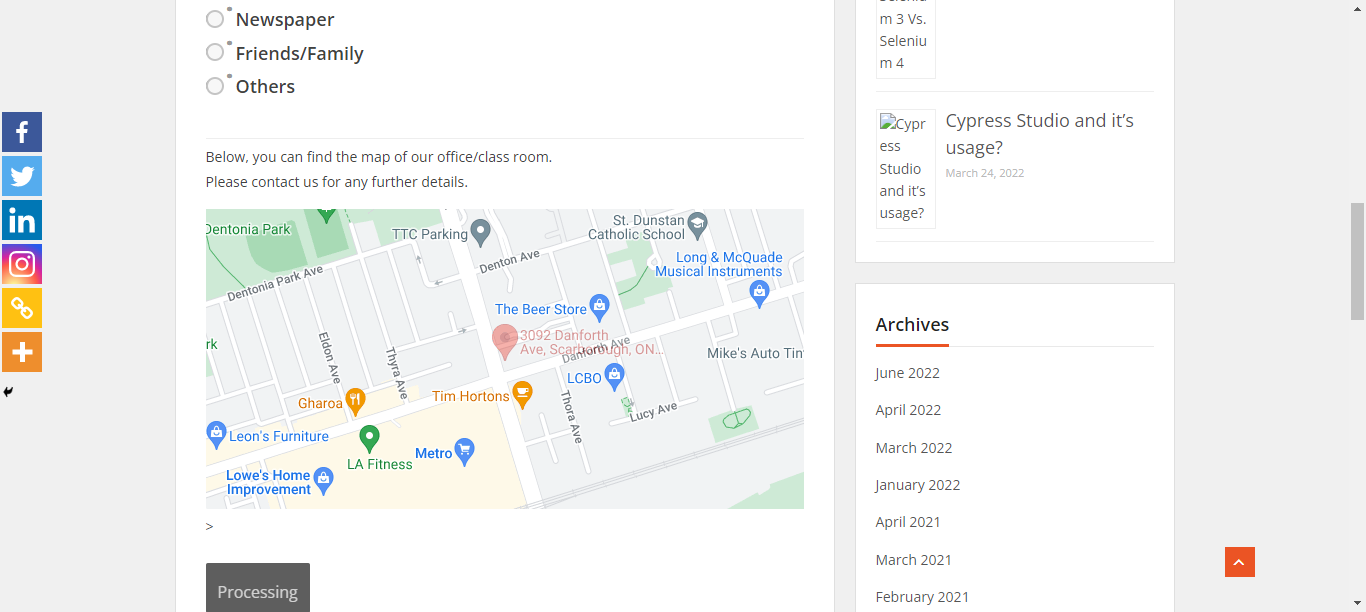 Newspaper
Friends/Family
Others
Below, you can find the map of our office/class room.
Please contact us for any further details.
Dentonia Park
TTC Parking
St. Dunstan
Catholic School
Denton Ave
Long & McQuade
Musical Instruments
Dentonia Park Ave
The Beer Store
3092 Danforth
Ave, Scarborough, ON...
Danforth Ave
rk
Eldon Ave
Thyra Ave
Mike's Auto Tim
LCBO
Gharoa
Tim Hortons
Thora Ave
Lucy Ave
Leon's Furniture
LA Fitness
Metro
Lowe's Home
Improvement
>
Processing
m 3 Vs.
Seleniu
m 4
Cypr
ess
Studio
and it’s
usage?
Cypress Studio and it’s
usage?
March 24, 2022
Archives
June 2022
April 2022
March 2022
January 2022
April 2021
March 2021
February 2021